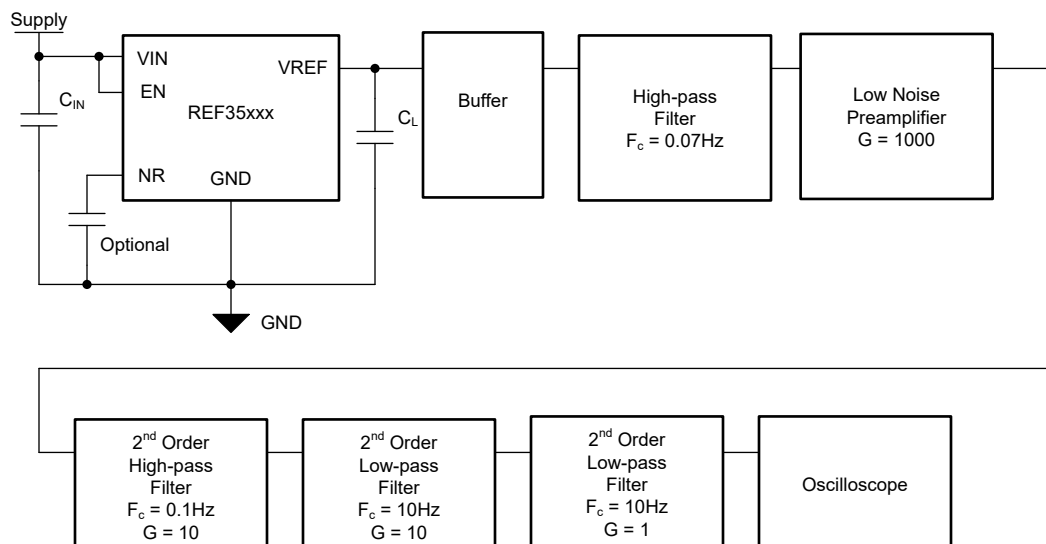 Supply
VIN
EN
VREF
C_IN
REF35xxx
C_L
NR
GND
Optional
GND
Buffer
High-pass
Filter
F_c = 0.07Hz
Low Noise
Preamplifier
G = 1000
2nd Order
High-pass
Filter
F_c = 0.1Hz
G = 10
2nd Order
Low-pass
Filter
F_c = 10Hz
G = 10
2nd Order
Low-pass
Filter
F_c = 10Hz
G = 1
Oscilloscope